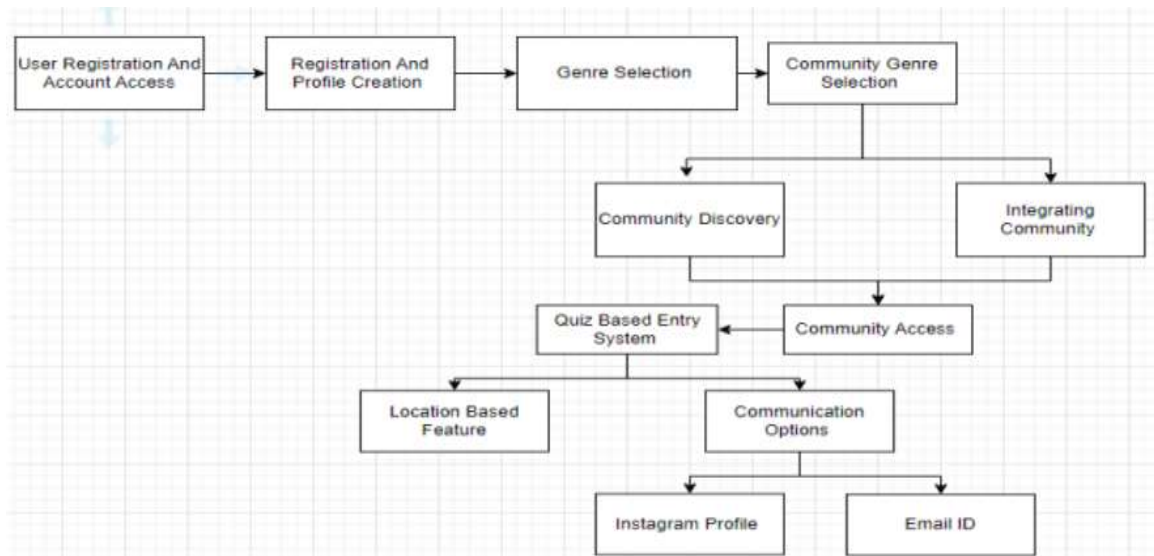 User Registration And
Account Access
Registration And
Profile Creation
Genre Selection
Community Genre
Selection
Community Discovery
Integrating
Community
Quiz Based Entry
System
Community Access
Location Based
Feature
Communication
Options
Instagram Profile
Email ID